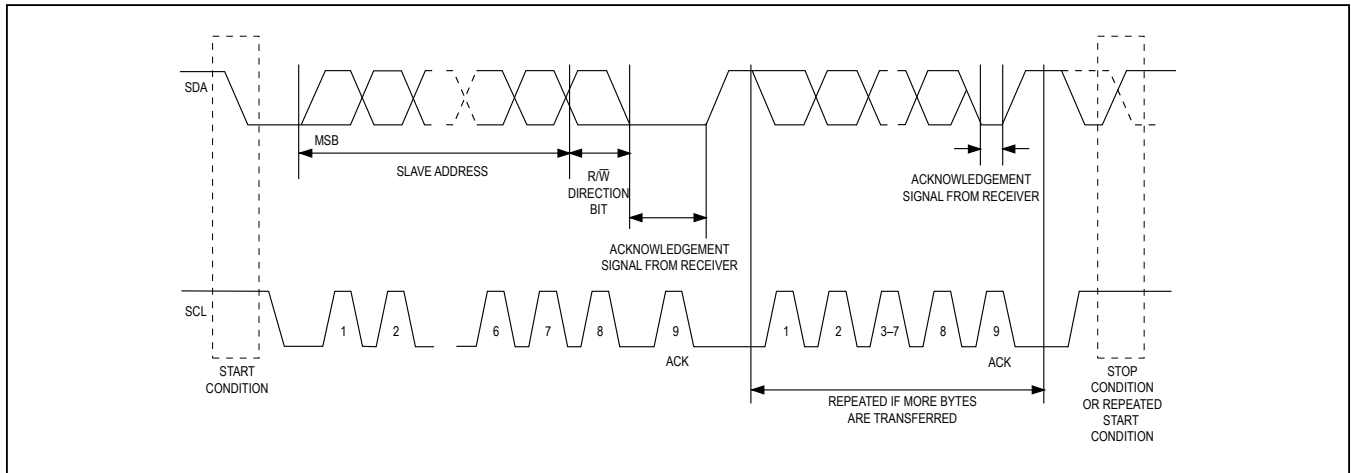 SDA
MSB
SLAVE ADDRESS
R/W̅
DIRECTION
BIT
ACKNOWLEDGEMENT
SIGNAL FROM RECEIVER
ACKNOWLEDGEMENT
SIGNAL FROM RECEIVER
SCL
1
2
6
7
8
9
1
2
3–7
8
9
ACK
ACK
START
CONDITION
REPEATED IF MORE BYTES
ARE TRANSFERRED
STOP
CONDITION
OR REPEATED
START
CONDITION